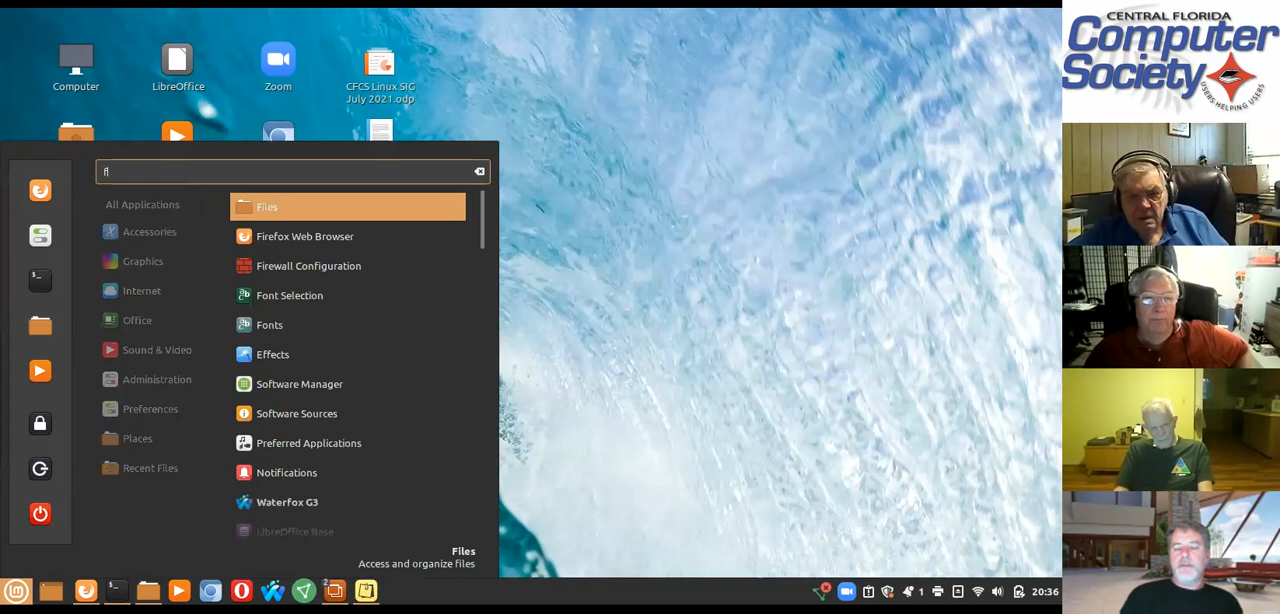 Computer
LibreOffice
Zoom
CFCS Linux SIG
July 2021.odp
f
All Applications
Accessories
Graphics
Internet
Office
Sound & Video
Administration
Preferences
Places
Recent Files
Files
Firefox Web Browser
Firewall Configuration
Font Selection
Fonts
Effects
Software Manager
Software Sources
Preferred Applications
Notifications
Waterfox G3
LibreOffice Base
Files
Access and organize files
2
1
20:36
CENTRAL FLORIDA
Computer
Society
USERS HELPING USERS